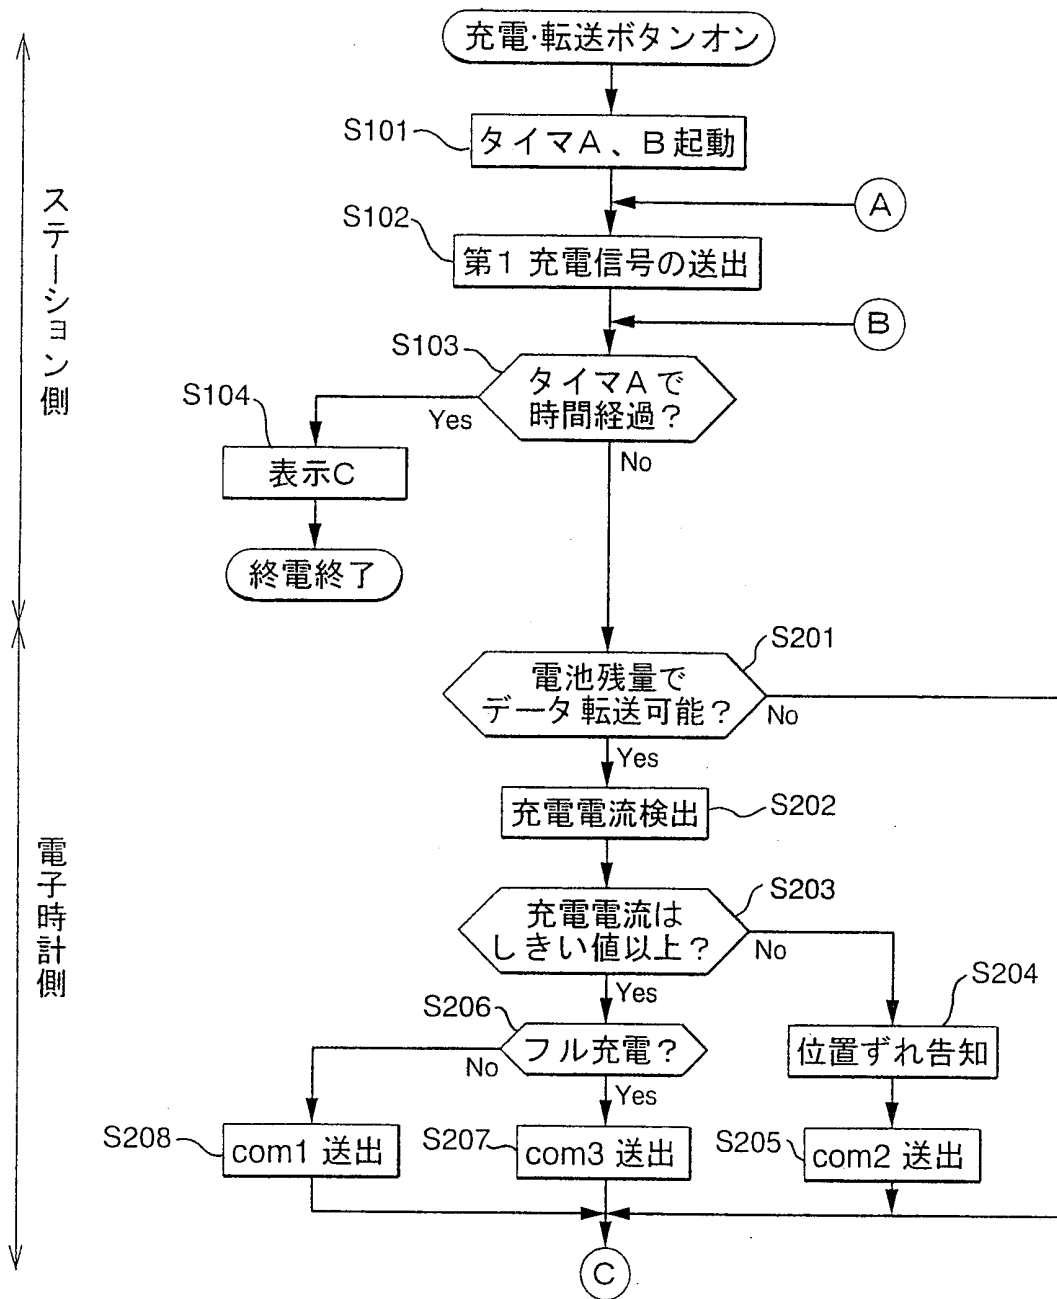 充電·転送ボタンオン
S101
タイマA、B起動
A
S102
第1充電信号の送出
B
S103
タイマAで
時間経過?
Yes
No
S104
表示C
終電終了
ステーション側
S201
電池残量で
データ転送可能?
No
Yes
充電電流検出
S202
S203
充電電流は
しきい値以上?
No
Yes
S204
位置ずれ告知
S206
フル充電?
No
Yes
S208
com1 送出
S207
com3 送出
S205
com2 送出
電子時計側
C